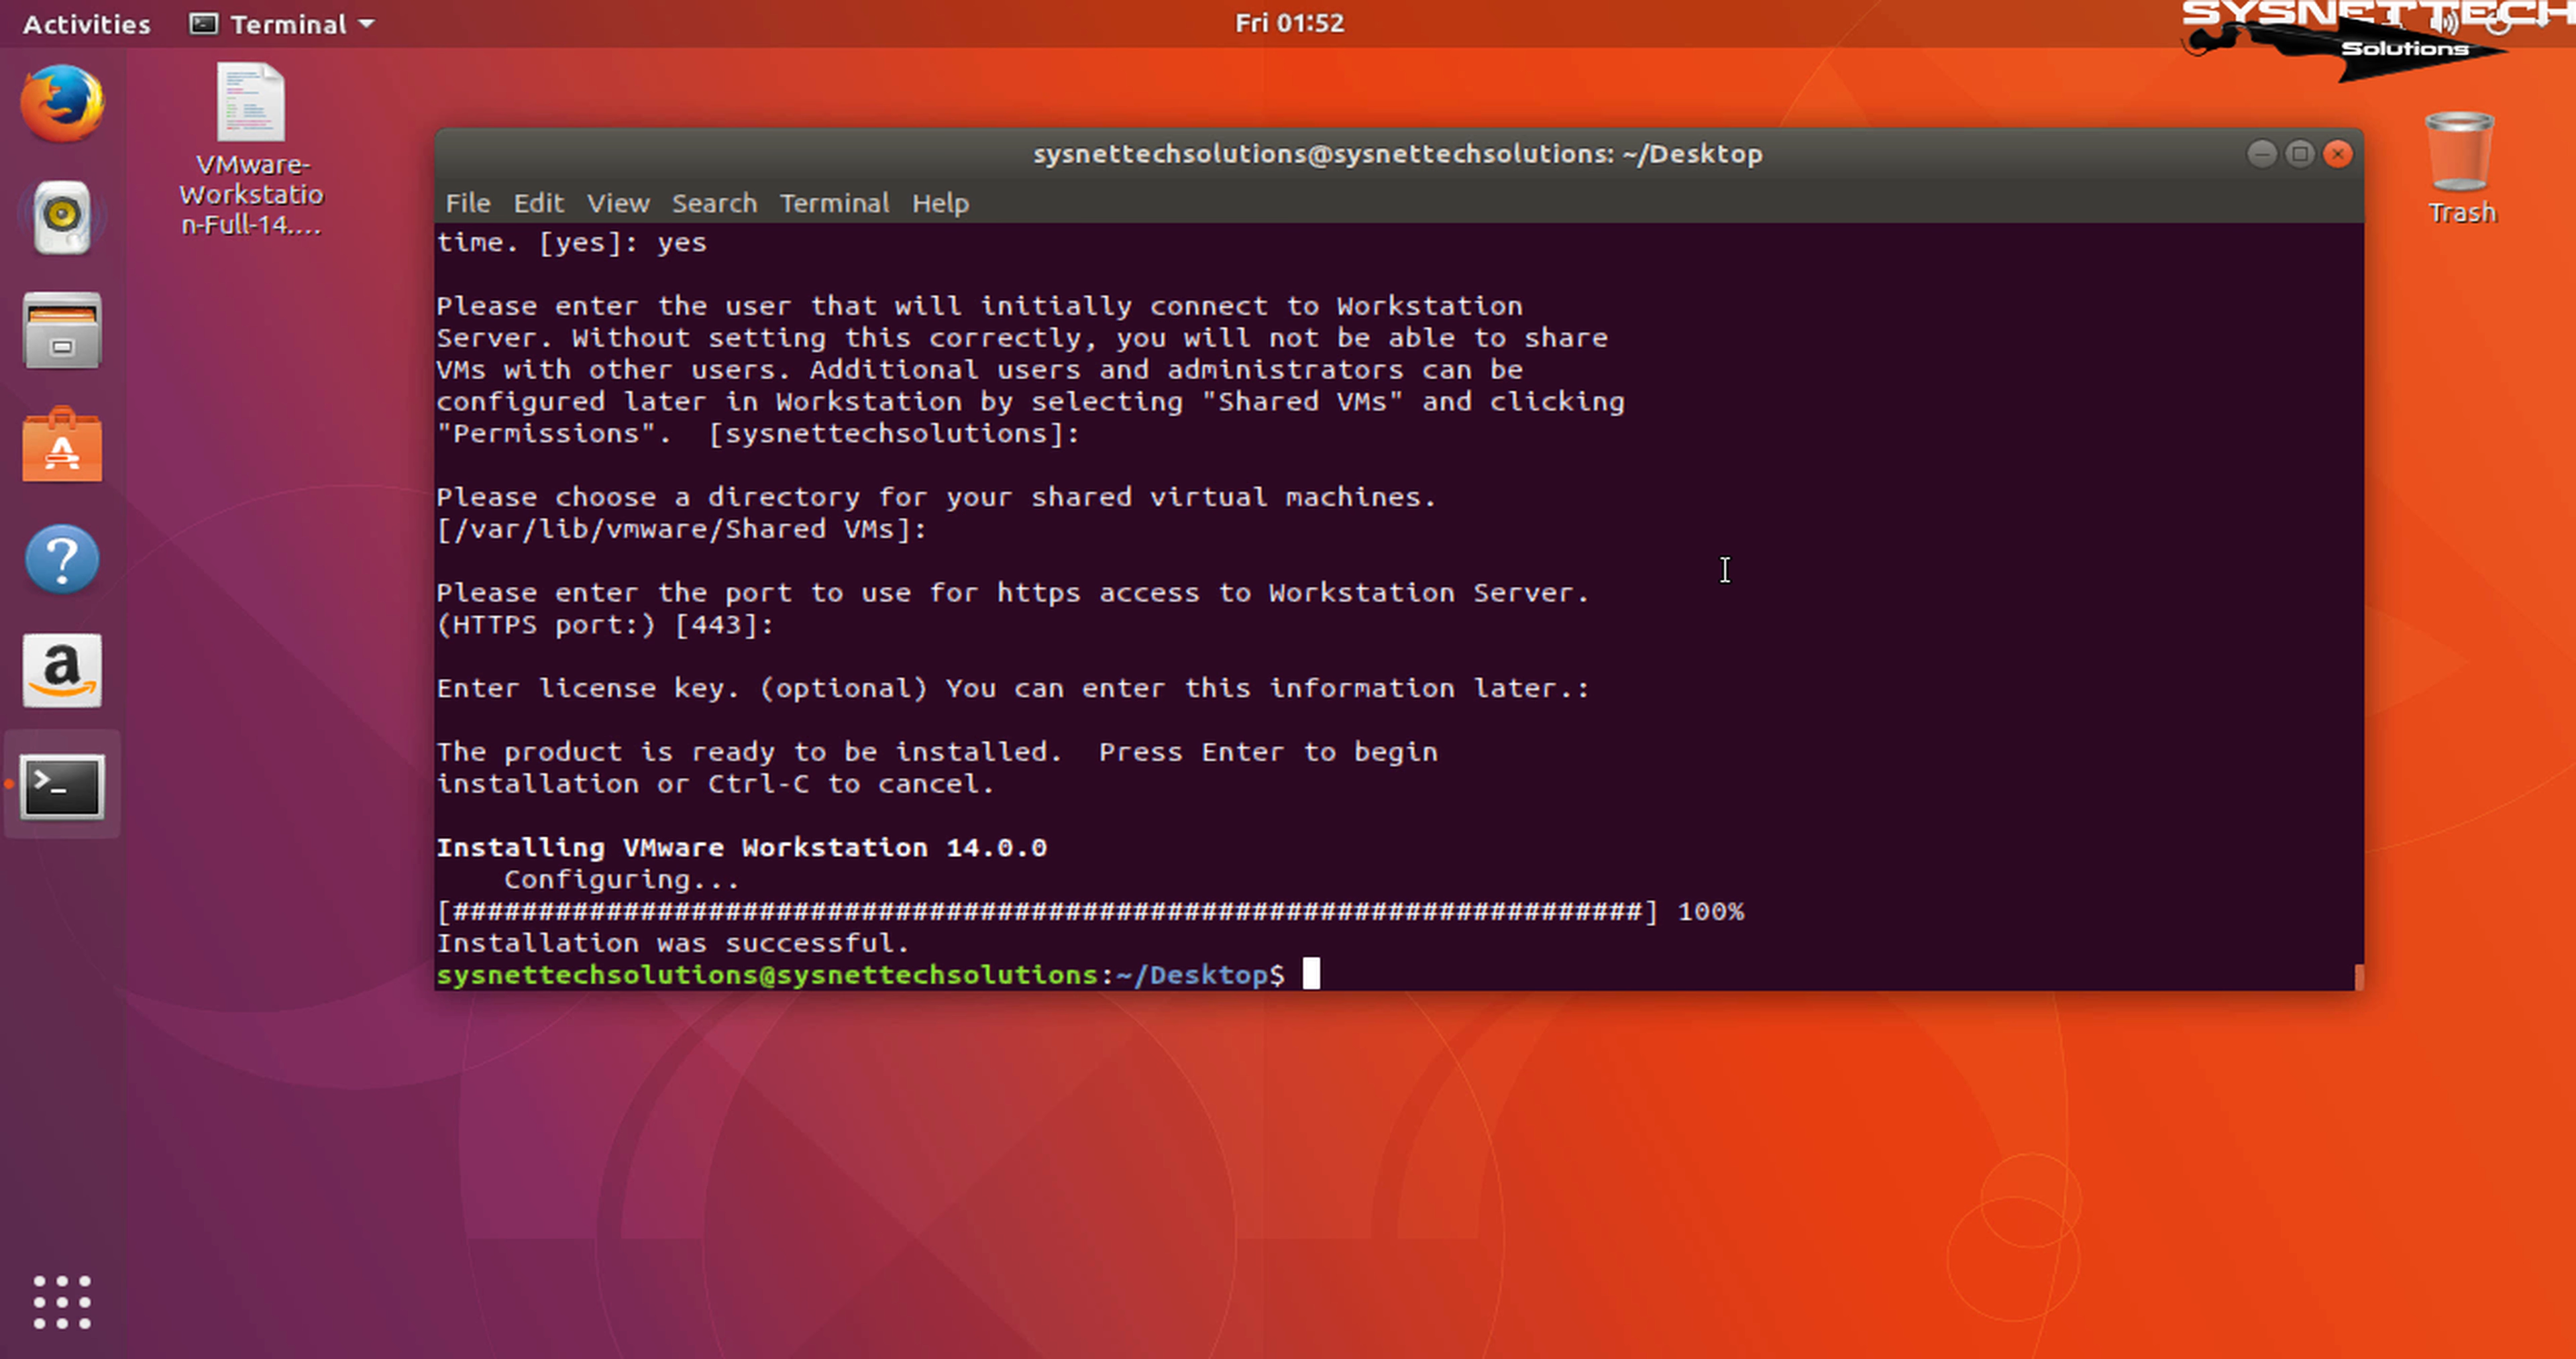 Activities
Terminal
Fri 01:52
SYSNETTECH
Solutions
VMware-
Workstatio
n-Full-14....
Trash
sysnettechsolutions@sysnettechsolutions: ~/Desktop
File Edit View Search Terminal Help
time. [yes]: yes
Please enter the user that will initially connect to Workstation
Server. Without setting this correctly, you will not be able to share
VMs with other users. Additional users and administrators can be
configured later in Workstation by selecting "Shared VMs" and clicking
"Permissions".  [sysnettechsolutions]:
Please choose a directory for your shared virtual machines.
[/var/lib/vmware/Shared VMs]:
Please enter the port to use for https access to Workstation Server.
(HTTPS port:) [443]:
Enter license key. (optional) You can enter this information later.:
The product is ready to be installed.  Press Enter to begin
installation or Ctrl-C to cancel.
Installing VMware Workstation 14.0.0
    Configuring...
[######################################################################] 100%
Installation was successful.
sysnettechsolutions@sysnettechsolutions:~/Desktop$